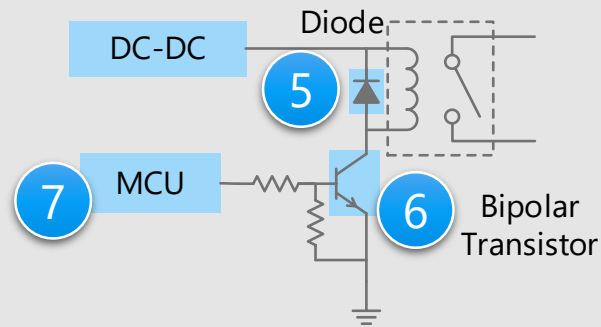 Diode
DC-DC
5
MCU
7
6
Bipolar
Transistor